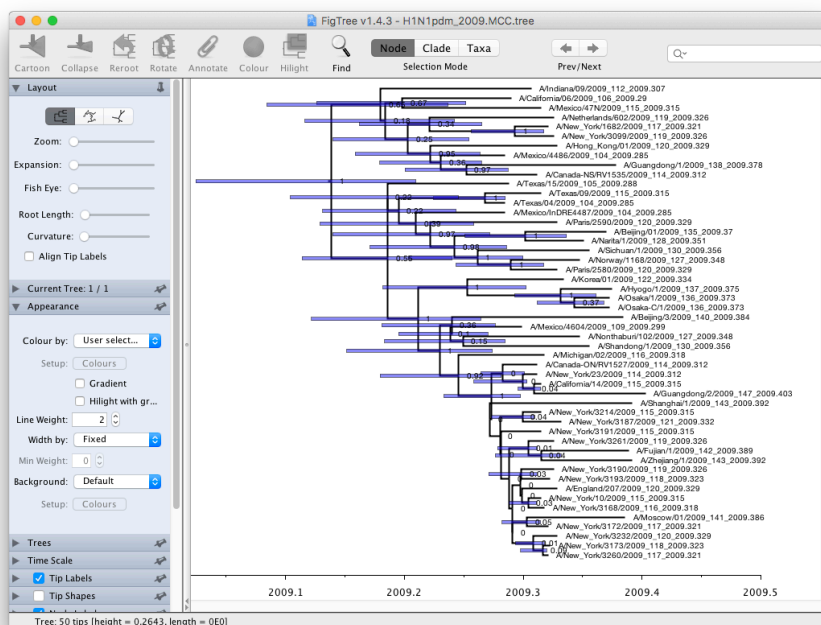 FigTree v1.4.3 - H1N1pdm_2009.MCC.tree
Cartoon Collapse Reroot Rotate Annotate Colour Hilight Find
Node Clade Taxa
Selection Mode
Prev/Next
Layout
Zoom:
Expansion:
Fish Eye:
Root Length:
Curvature:
Align Tip Labels
Current Tree: 1 / 1
Appearance
Colour by: User select...
Setup: Colours
Gradient
Hilight with gr...
Line Weight: 2
Width by: Fixed
Min Weight: 0
Background: Default
Setup: Colours
Trees
Time Scale
Tip Labels
Tip Shapes
Tree: 50 tips [height = 0.2643, length = 0E0]
A/Indiana/09/2009_112_2009.307
A/California/06/2009_106_2009.29
A/Mexico/47N/2009_115_2009.315
A/Netherlands/602/2009_119_2009.326
A/New_York/1682/2009_117_2009.321
A/New_York/3099/2009_119_2009.326
A/Hong_Kong/01/2009_120_2009.329
A/Mexico/4486/2009_104_2009.285
A/Guangdong/1/2009_138_2009.378
A/Canada-NS/RV1535/2009_114_2009.312
A/Texas/15/2009_105_2009.288
A/Texas/09/2009_115_2009.315
A/Texas/04/2009_104_2009.285
A/Mexico/InDRE4487/2009_104_2009.285
A/Paris/2590/2009_120_2009.329
A/Beijing/01/2009_135_2009.37
A/Narita/1/2009_128_2009.351
A/Sichuan/1/2009_130_2009.356
A/Norway/1168/2009_127_2009.348
A/Paris/2580/2009_120_2009.329
A/Korea/01/2009_122_2009.334
A/Hyogo/1/2009_137_2009.375
A/Osaka/1/2009_136_2009.373
A/Osaka-C/1/2009_136_2009.373
A/Beijing/3/2009_140_2009.384
A/Mexico/4604/2009_109_2009.299
A/Nonthaburi/102/2009_127_2009.348
A/Shandong/1/2009_130_2009.356
A/Michigan/02/2009_116_2009.318
A/Canada-ON/RV1527/2009_114_2009.312
A/New_York/23/2009_114_2009.312
A/California/14/2009_115_2009.315
A/Guangdong/2/2009_147_2009.403
A/Shanghai/1/2009_143_2009.392
A/New_York/3214/2009_115_2009.315
A/New_York/3187/2009_121_2009.332
A/New_York/3191/2009_115_2009.315
A/New_York/3261/2009_119_2009.326
A/Fujian/1/2009_142_2009.389
A/Zhejiang/1/2009_143_2009.392
A/New_York/3190/2009_119_2009.326
A/New_York/3193/2009_118_2009.323
A/England/207/2009_120_2009.329
A/New_York/10/2009_115_2009.315
A/New_York/3168/2009_116_2009.318
A/Moscow/01/2009_141_2009.386
A/New_York/3172/2009_117_2009.321
A/New_York/3232/2009_120_2009.329
A/New_York/3173/2009_118_2009.323
A/New_York/3260/2009_117_2009.321
2009.1 2009.2 2009.3 2009.4 2009.5